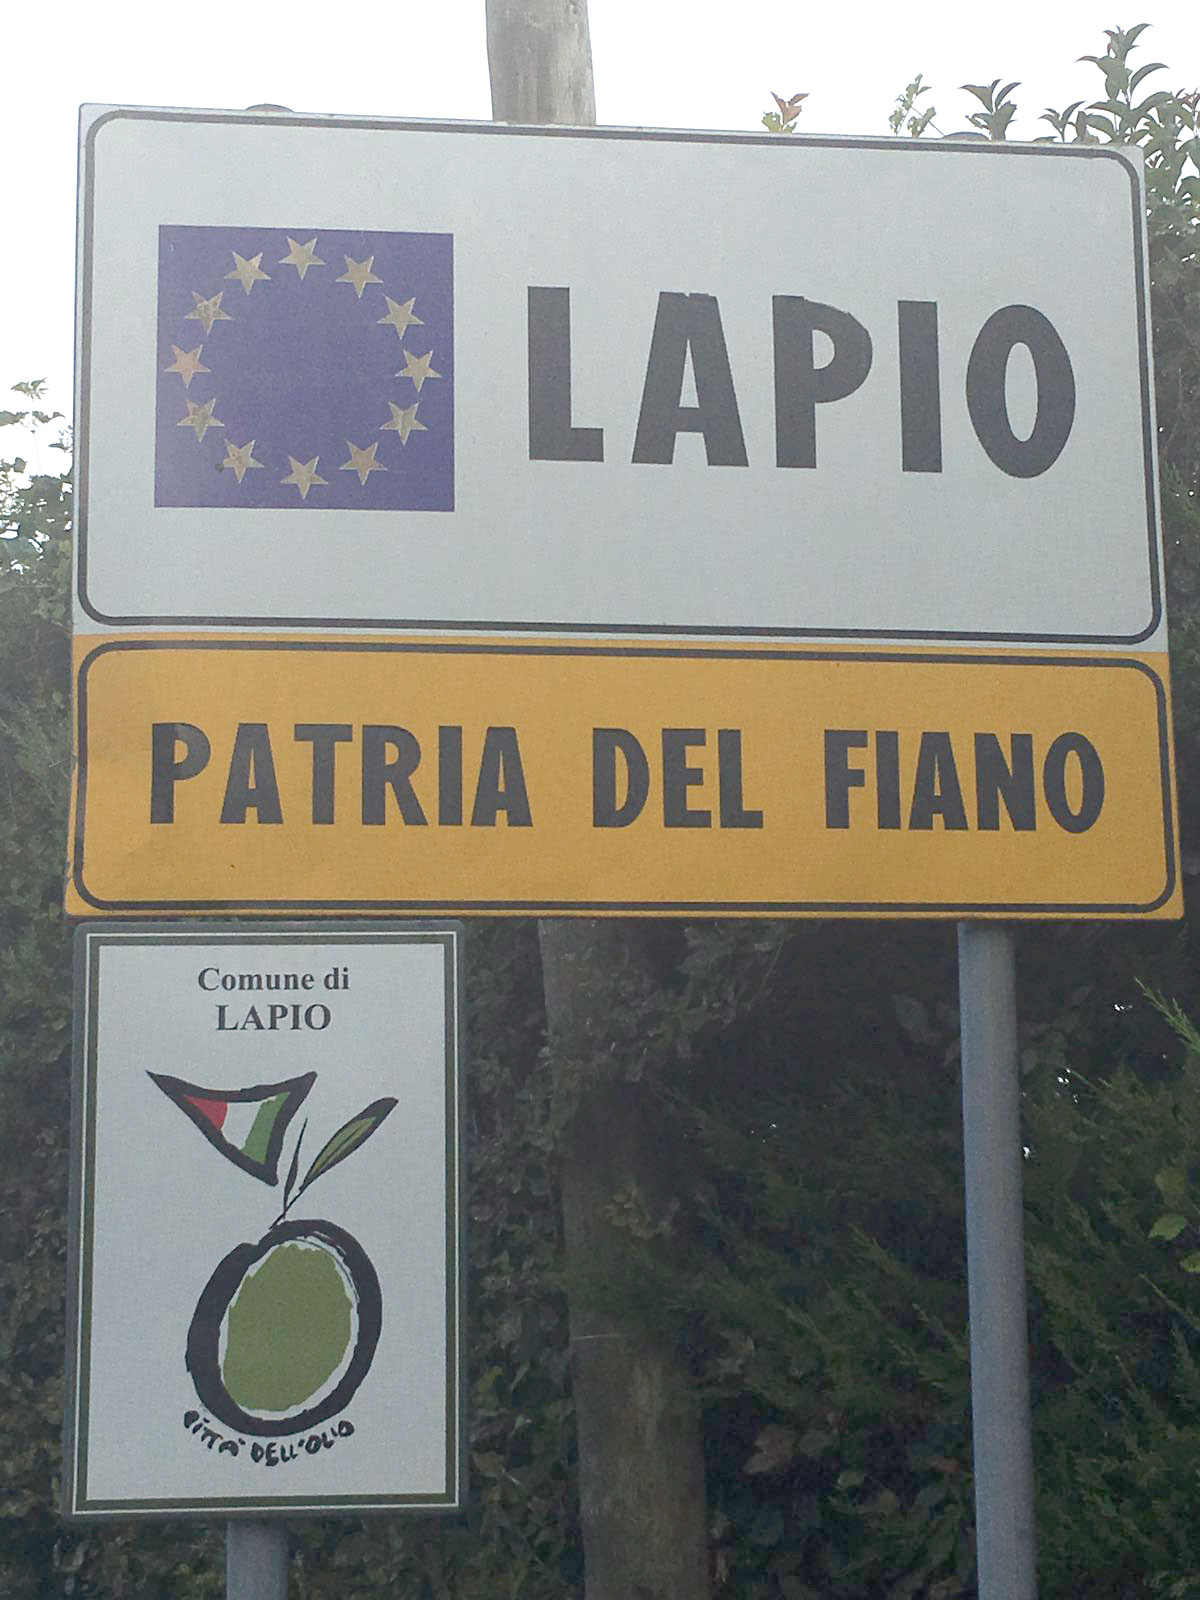 LAPIO
PATRIA DEL FIANO
Comune di
LAPIO
CITTA' DELL'OLIO